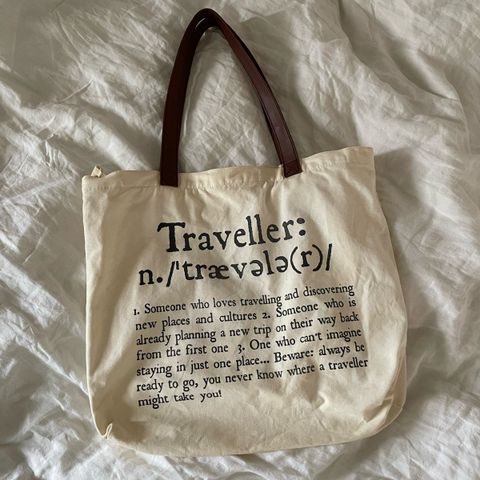 Traveller:
n./'trævələ(r)/
1. Someone who loves travelling and discovering
new places and cultures 2. Someone who is
already planning a new trip on their way back
from the first one 3. One who can't imagine
staying in just one place... Beware: always be
ready to go, you never know where a traveller
might take you!